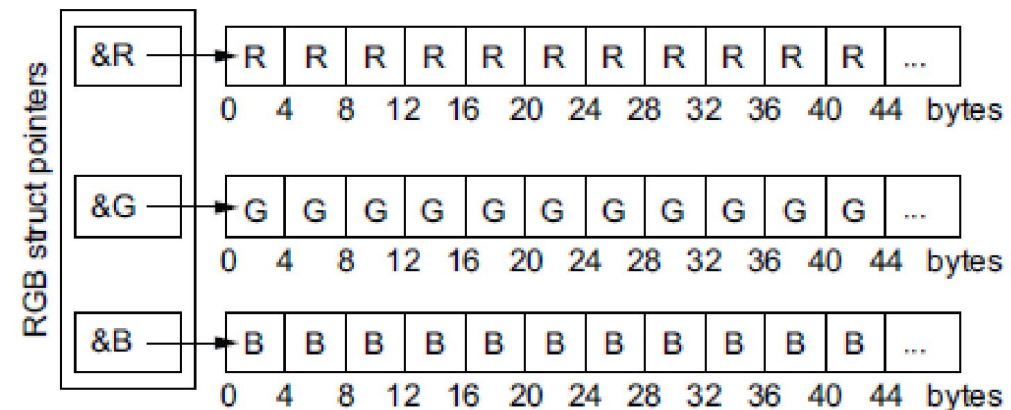 RGB struct pointers
&R R R R R R R R R R R R ...
0 4 8 12 16 20 24 28 32 36 40 44 bytes
&G G G G G G G G G G G G ...
0 4 8 12 16 20 24 28 32 36 40 44 bytes
&B B B B B B B B B B B B ...
0 4 8 12 16 20 24 28 32 36 40 44 bytes